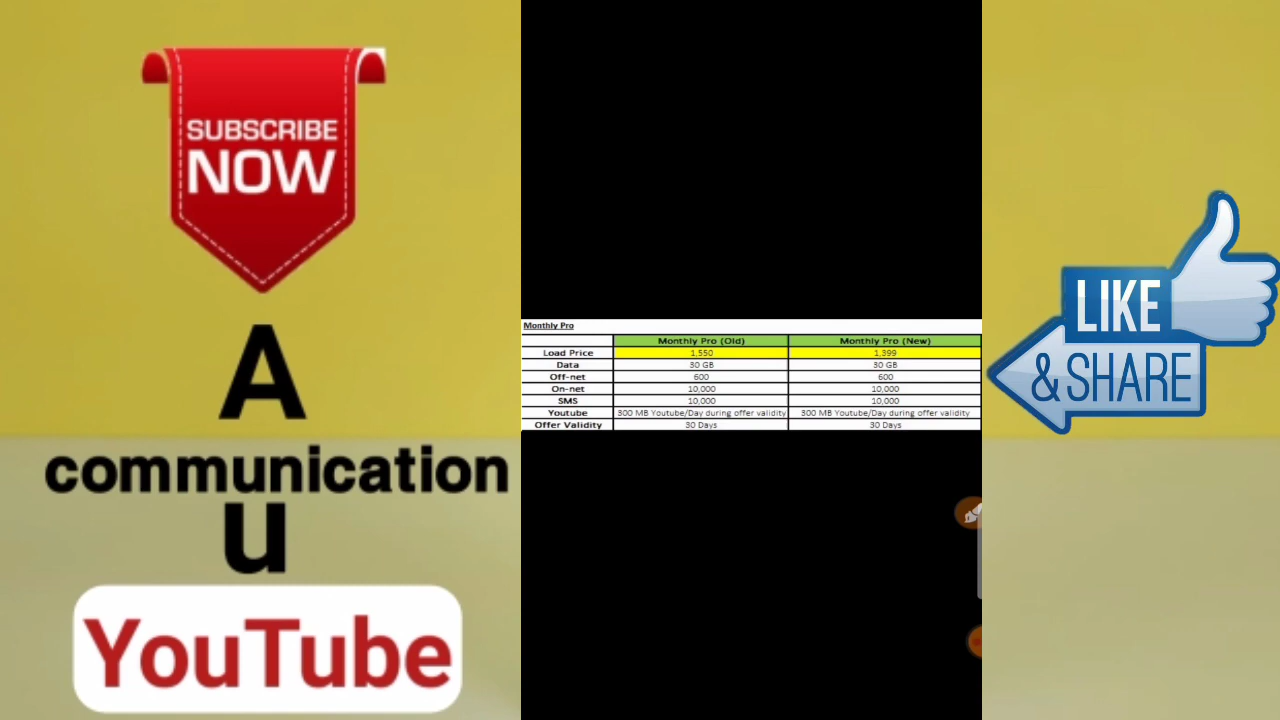 SUBSCRIBE
NOW
A
communication
u
YouTube
Monthly Pro
Monthly Pro (Old) Monthly Pro (New)
Load Price 1,550 1,399
Data 30 GB 30 GB
Off-net 600 600
On-net 10,000 10,000
SMS 10,000 10,000
Youtube 300 MB Youtube/Day during offer validity 300 MB Youtube/Day during offer validity
Offer Validity 30 Days 30 Days
LIKE
& SHARE